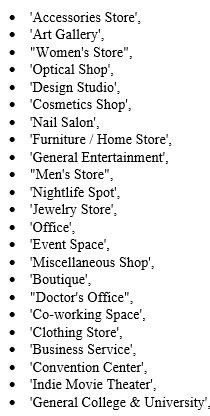 • 'Accessories Store',
• 'Art Gallery',
• "Women's Store",
• 'Optical Shop',
• 'Design Studio',
• 'Cosmetics Shop',
• 'Nail Salon',
• 'Furniture / Home Store',
• 'General Entertainment',
• "Men's Store",
• 'Nightlife Spot',
• 'Jewelry Store',
• 'Office',
• 'Event Space',
• 'Miscellaneous Shop',
• 'Boutique',
• "Doctor's Office",
• 'Co-working Space',
• 'Clothing Store',
• 'Business Service',
• 'Convention Center',
• 'Indie Movie Theater',
• 'General College & University',